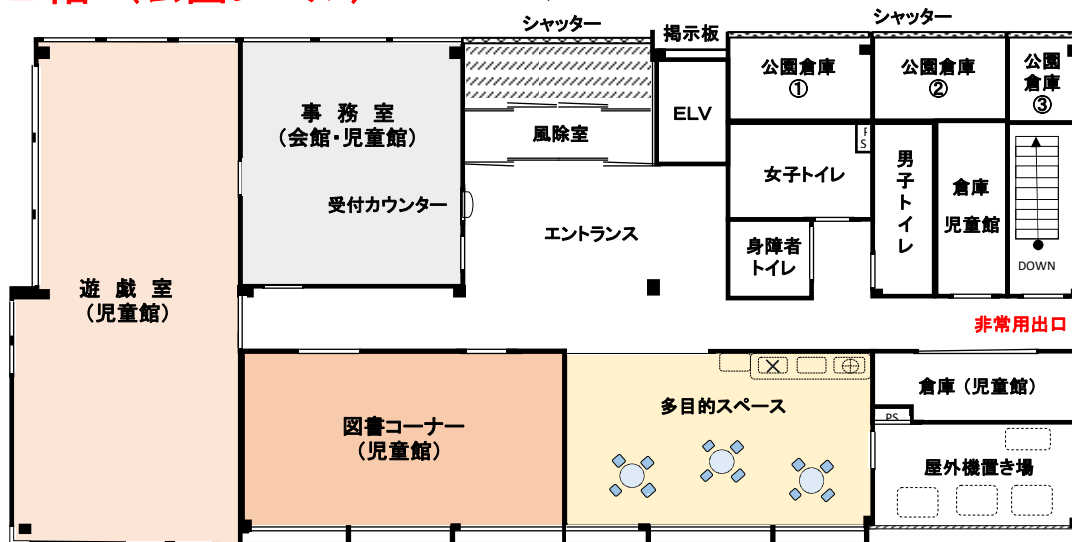 シャッター
シャッター
掲示板
公園倉庫
①
公園倉庫
②
公園
倉庫
③
事務室
(会館・児童館)
ELV
風除室
女子トイレ
男子トイレ
倉庫
児童館
受付カウンター
エントランス
身障者
トイレ
DOWN
遊戯室
(児童館)
非常用出口
倉庫(児童館)
多目的スペース
図書コーナー
(児童館)
PS
屋外機置き場